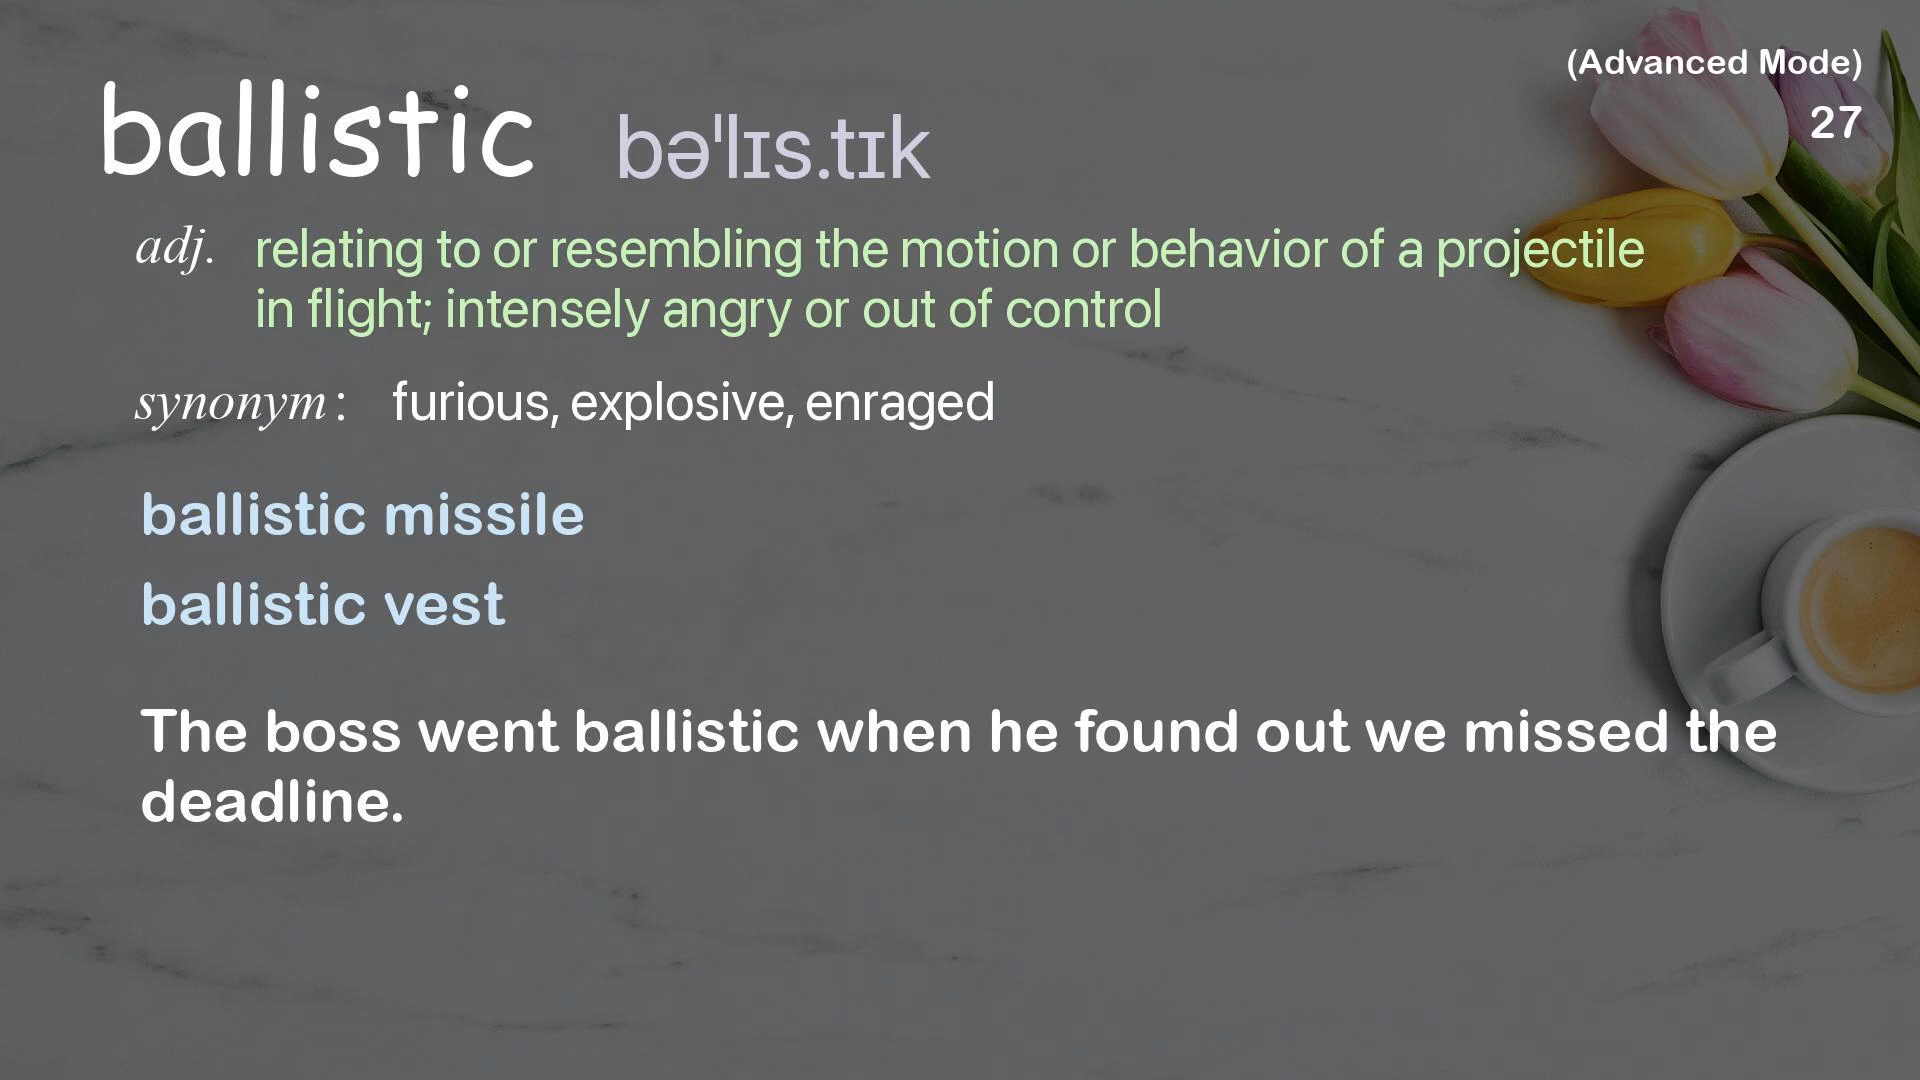 (Advanced Mode)
27
ballistic bəˈlɪs.tɪk
adj. relating to or resembling the motion or behavior of a projectile
in flight; intensely angry or out of control
synonym: furious, explosive, enraged
ballistic missile
ballistic vest
The boss went ballistic when he found out we missed the
deadline.